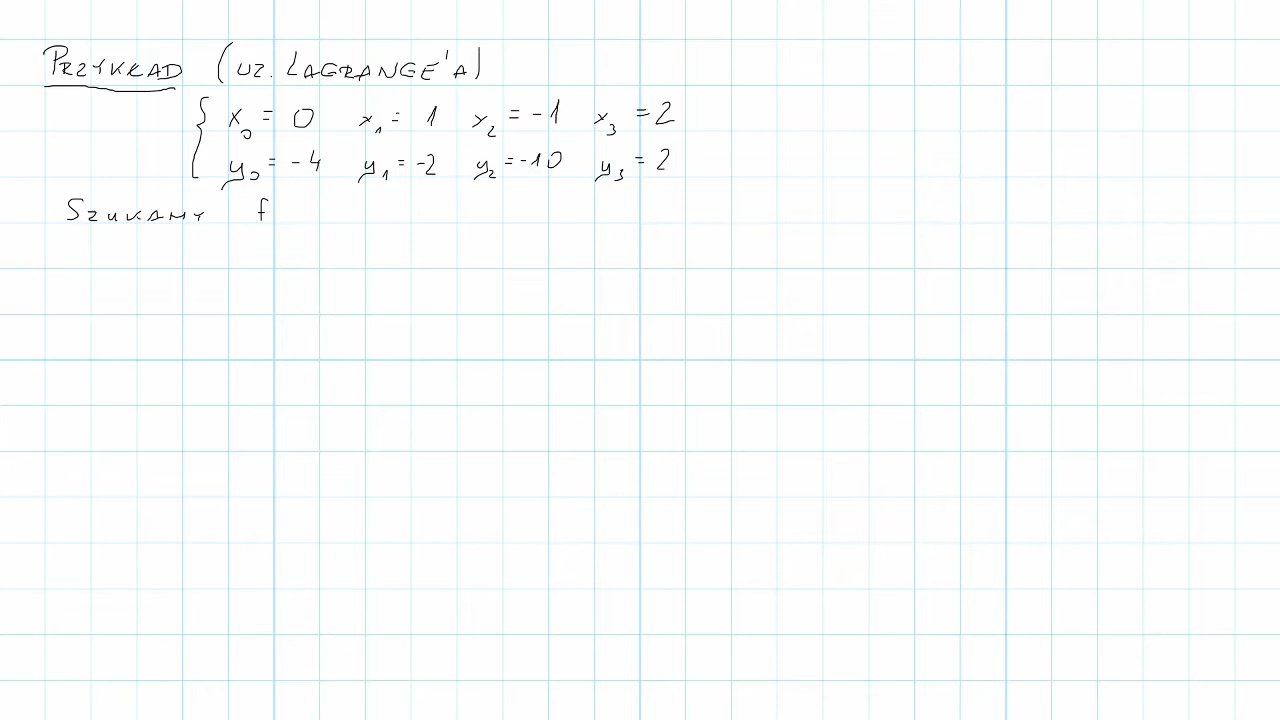 PRZYKŁAD (WZ. LAGRANGE'A)
{ x₀ = 0 x₁ = 1 x₂ = -1 x₃ = 2
y₀ = -4 y₁ = -2 y₂ = -10 y₃ = 2
SZUKAMY f